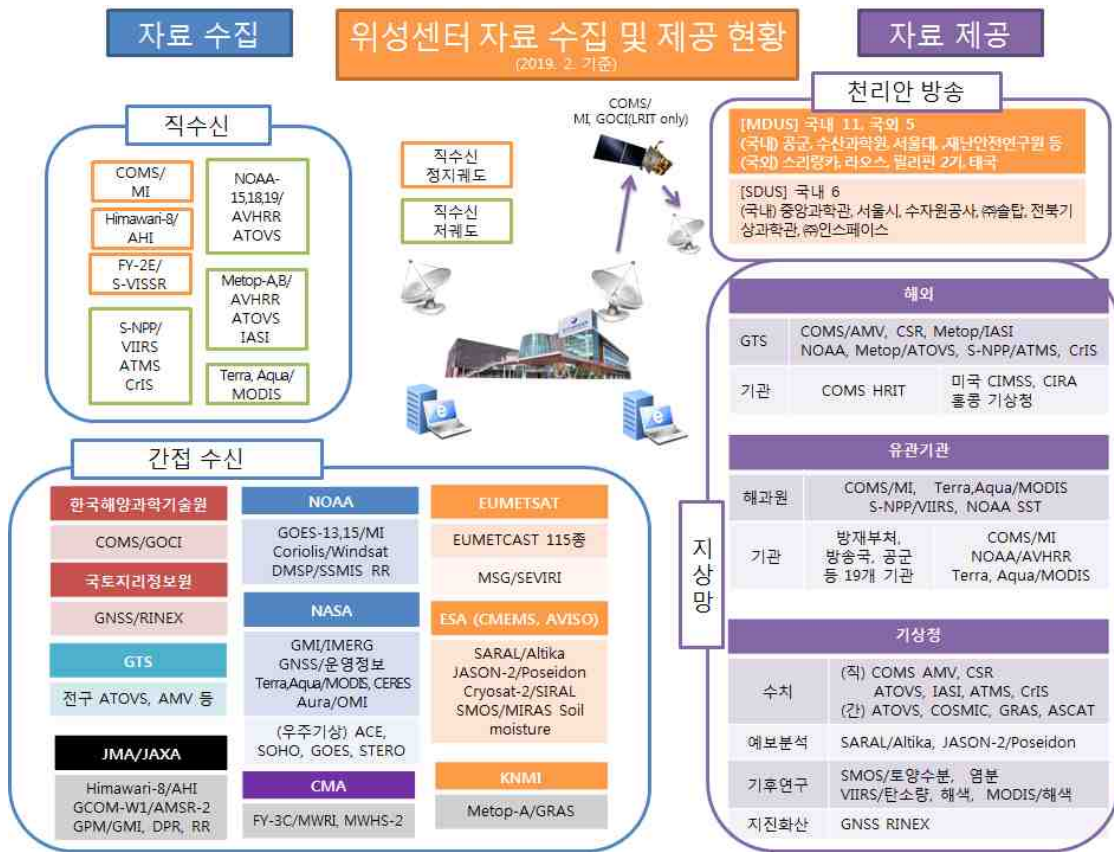 자료 수집
위성센터 자료 수집 및 제공 현황
(2019. 2. 기준)
자료 제공
직수신
COMS/
MI
Himawari-8/
AHI
FY-2E/
S-VISSR
S-NPP/
VIIRS
ATMS
CrIS
NOAA-
15,18,19/
AVHRR
ATOVS
Metop-A,B/
AVHRR
ATOVS
IASI
Terra, Aqua/
MODIS
직수신
정지궤도
직수신
저궤도
COMS/
MI, GOCI(LRIT only)
천리안 방송
[MDUS] 국내 11, 국외 5
(국내) 공군, 수산과학원, 서울대, 재난안전연구원 등
(국외) 스리랑카, 라오스, 필리핀 2기, 태국
[SDUS] 국내 6
(국내) 중앙과학관, 서울시, 수자원공사, ㈜솔탑, 전북기
상과학관, ㈜인스페이스
간접 수신
한국해양과학기술원
COMS/GOCI
국토지리정보원
GNSS/RINEX
GTS
전구 ATOVS, AMV 등
JMA/JAXA
Himawari-8/AHI
GCOM-W1/AMSR-2
GPM/GMI, DPR, RR
NOAA
GOES-13,15/MI
Coriolis/Windsat
DMSP/SSMIS RR
NASA
GMI/IMERG
GNSS/운영정보
Terra,Aqua/MODIS, CERES
Aura/OMI
(우주기상) ACE,
SOHO, GOES, STERO
CMA
FY-3C/MWRI, MWHS-2
EUMETSAT
EUMETCAST 115종
MSG/SEVIRI
ESA (CMEMS, AVISO)
SARAL/Altika
JASON-2/Poseidon
Cryosat-2/SIRAL
SMOS/MIRAS Soil
moisture
KNMI
Metop-A/GRAS
지상망
해외
GTS
COMS/AMV, CSR, Metop/IASI
NOAA, Metop/ATOVS, S-NPP/ATMS, CrIS
기관
COMS HRIT
미국 CIMSS, CIRA
홍콩 기상청
유관기관
해과원
COMS/MI, Terra,Aqua/MODIS
S-NPP/VIIRS, NOAA SST
기관
방재부처,
방송국, 공군
등 19개 기관
COMS/MI
NOAA/AVHRR
Terra, Aqua/MODIS
기상청
수치
(직) COMS AMV, CSR
ATOVS, IASI, ATMS, CrIS
(간) ATOVS, COSMIC, GRAS, ASCAT
예보분석
SARAL/Altika, JASON-2/Poseidon
기후연구
SMOS/토양수분, 염분
VIIRS/탄소량, 해색, MODIS/해색
지진화산
GNSS RINEX